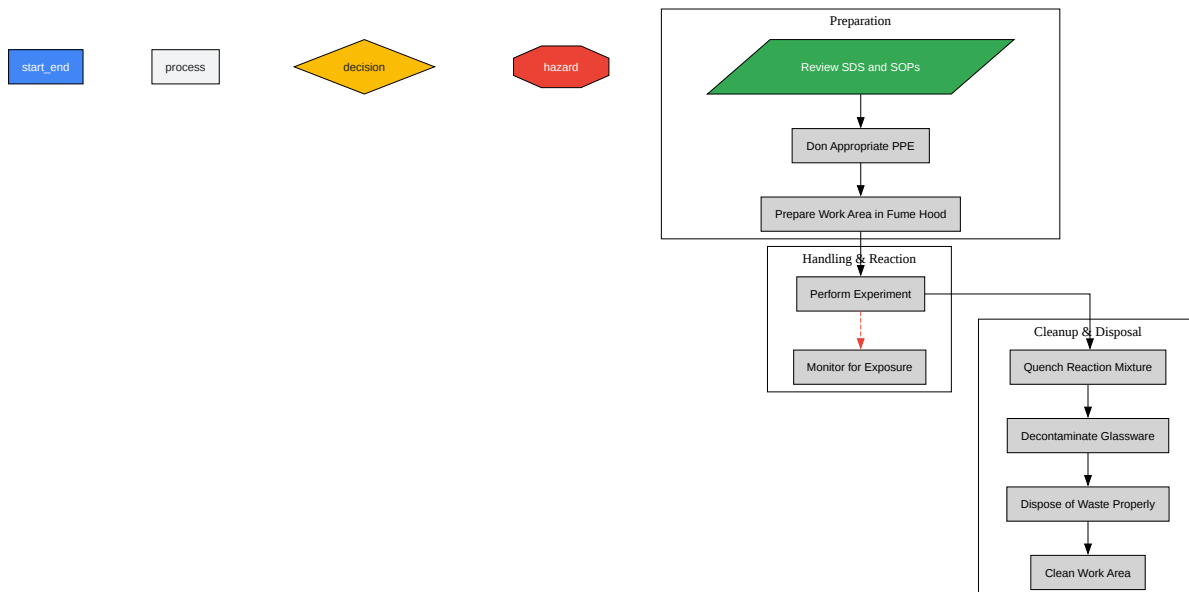 start_end
process
decision
hazard
Preparation
Review SDS and SOPs
Don Appropriate PPE
Prepare Work Area in Fume Hood
Handling & Reaction
Perform Experiment
Monitor for Exposure
Cleanup & Disposal
Quench Reaction Mixture
Decontaminate Glassware
Dispose of Waste Properly
Clean Work Area